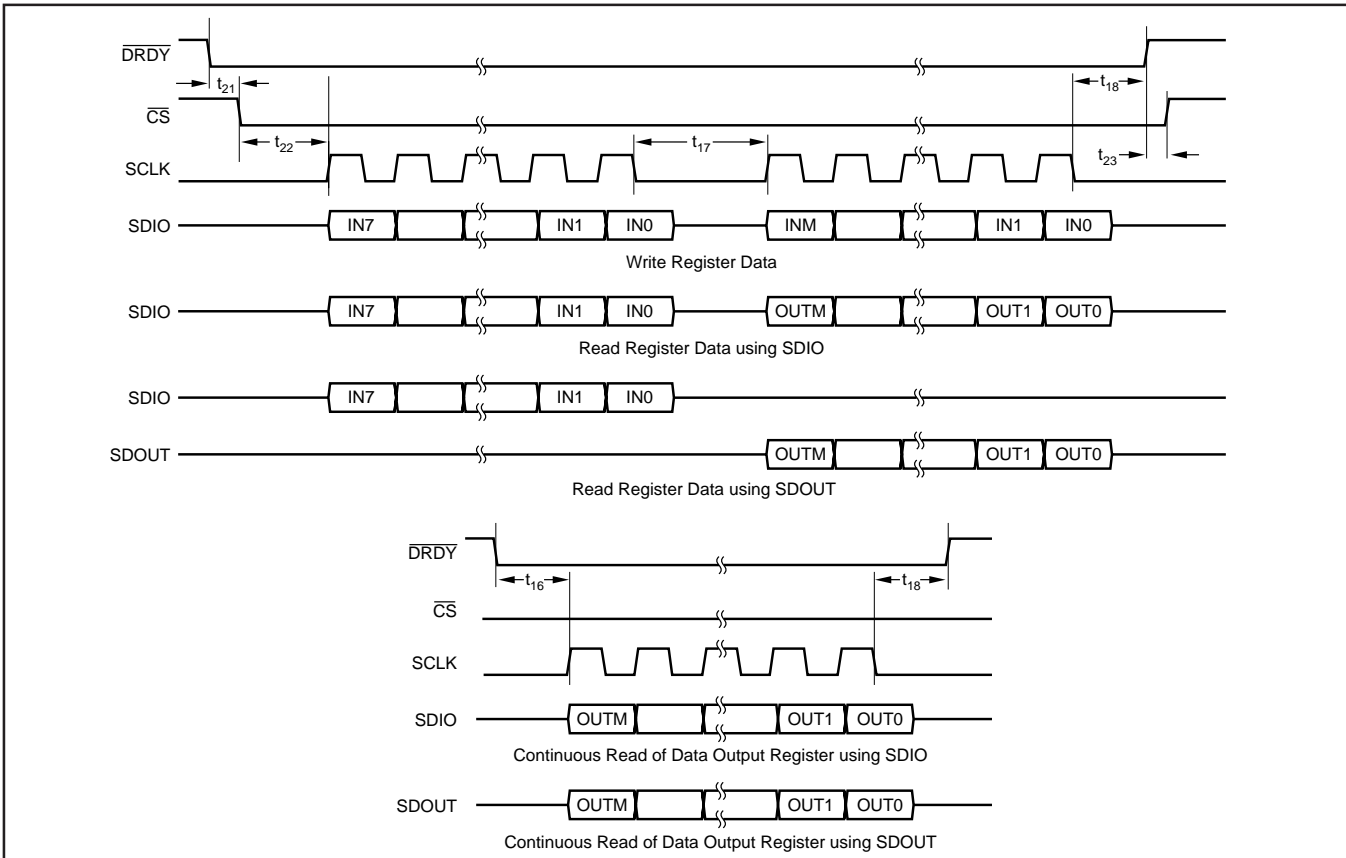 DRDY
t21
t18
CS
t22
t17
t23
SCLK
SDIO IN7 IN1 IN0 INM IN1 IN0
Write Register Data
SDIO IN7 IN1 IN0 OUTM OUT1 OUT0
Read Register Data using SDIO
SDIO IN7 IN1 IN0
SDOUT OUTM OUT1 OUT0
Read Register Data using SDOUT
DRDY
t16 t18
CS
SCLK
SDIO OUTM OUT1 OUT0
Continuous Read of Data Output Register using SDIO
SDOUT OUTM OUT1 OUT0
Continuous Read of Data Output Register using SDOUT